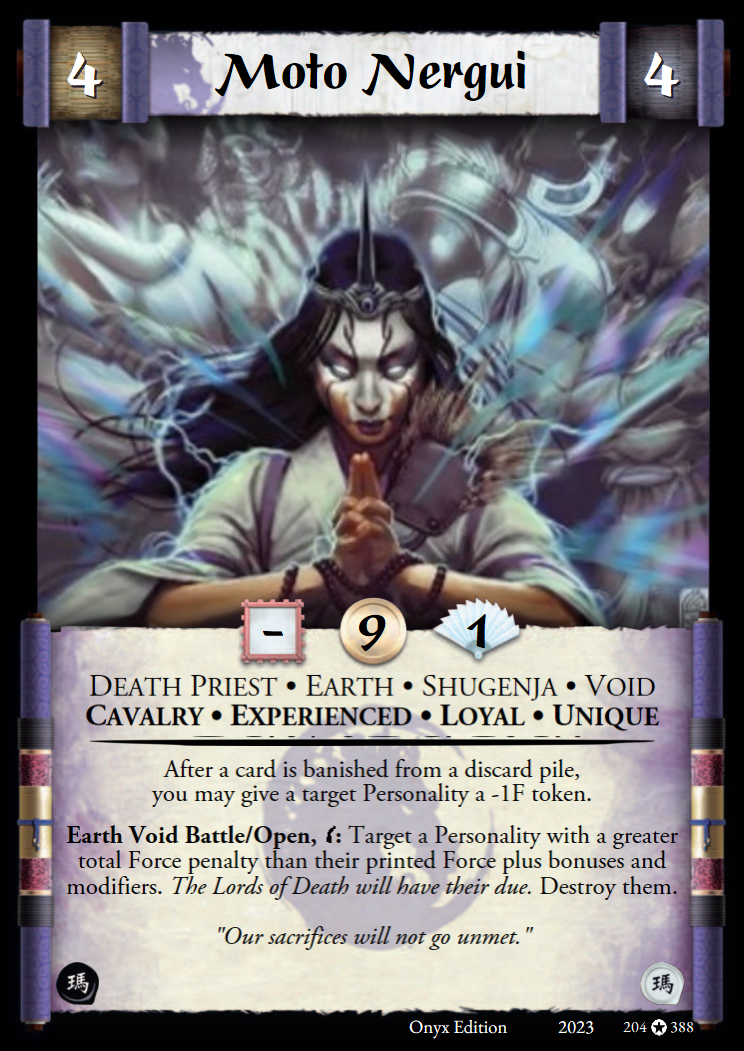 4 Moto Nergui 4
- 9 1
DEATH PRIEST • EARTH • SHUGENJA • VOID
CAVALRY • EXPERIENCED • LOYAL • UNIQUE
After a card is banished from a discard pile,
you may give a target Personality a -1F token.
Earth Void Battle/Open, : Target a Personality with a greater
total Force penalty than their printed Force plus bonuses and
modifiers. The Lords of Death will have their due. Destroy them.
"Our sacrifices will not go unmet."
瑪 瑪
Onyx Edition 2023 204 ✪ 388